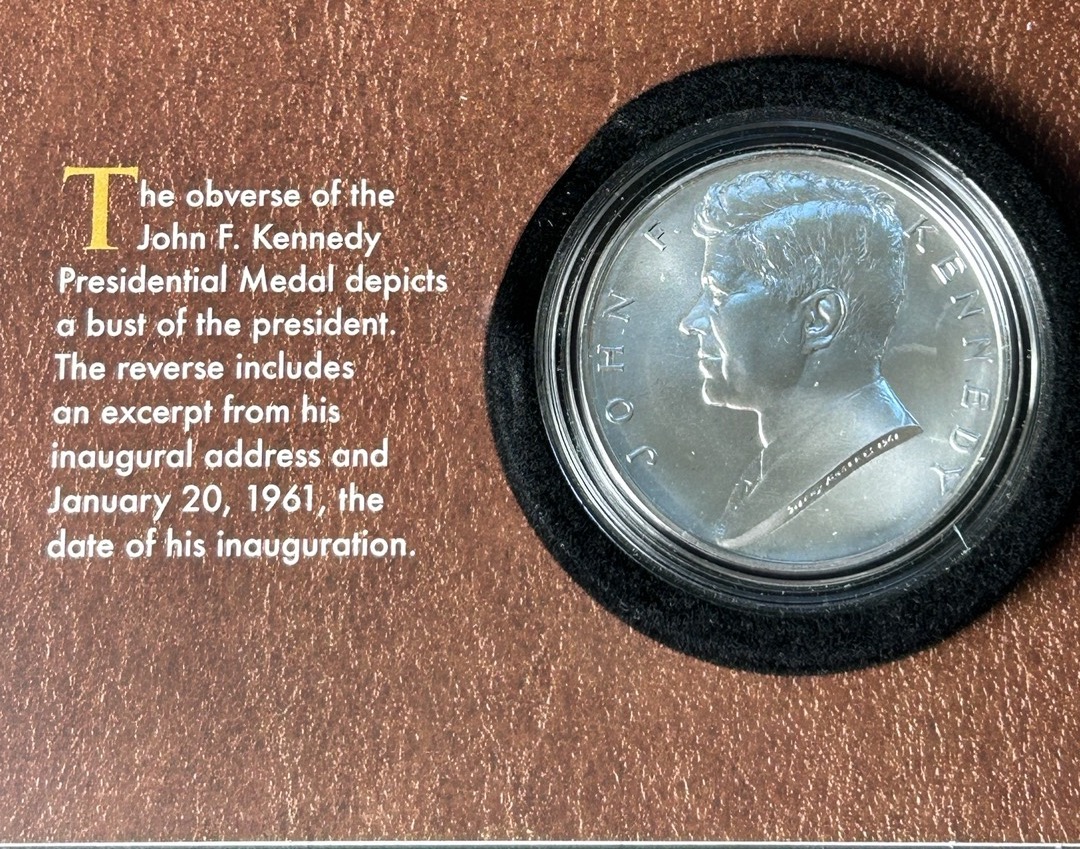 The obverse of the
John F. Kennedy
Presidential Medal depicts
a bust of the president.
The reverse includes
an excerpt from his
inaugural address and
January 20, 1961, the
date of his inauguration.
JOHN F. KENNEDY